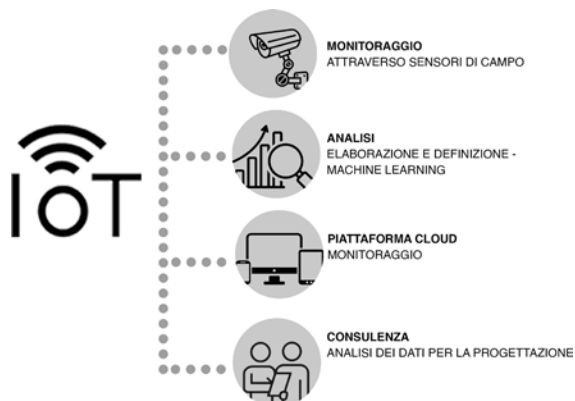 IoT
MONITORAGGIO
ATTRAVERSO SENSORI DI CAMPO
ANALISI
ELABORAZIONE E DEFINIZIONE -
MACHINE LEARNING
PIATTAFORMA CLOUD
MONITORAGGIO
CONSULENZA
ANALISI DEI DATI PER LA PROGETTAZIONE